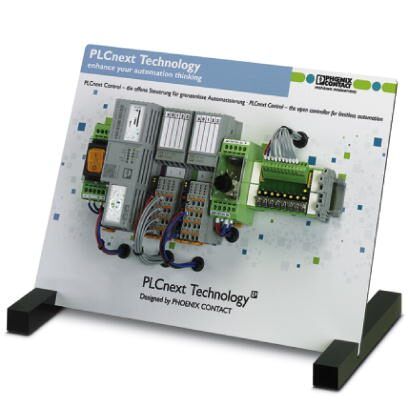 PLCnext Technology
enhance your automation thinking
PHOENIX CONTACT
PLCnext Control – die offene Steuerung für grenzenlose Automatisierung · PLCnext Control – the open controller for limitless automation
PLCnext Technology
Designed by PHOENIX CONTACT